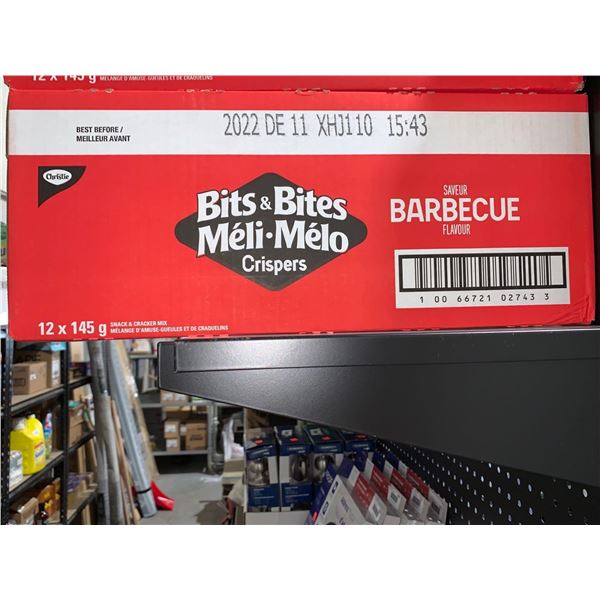 12 x 145 g MÉLANGE D'AMUSE-GUEULES ET DE CRAQUELINS
BEST BEFORE /
MEILLEUR AVANT
2022 DE 11 XHJ110 15:43
Christie
Bits & Bites
Méli·Mélo
Crispers
SAVEUR
BARBECUE
FLAVOUR
1 00 66721 02743 3
12 x 145 g
SNACK & CRACKER MIX
MÉLANGE D'AMUSE-GUEULES ET DE CRAQUELINS